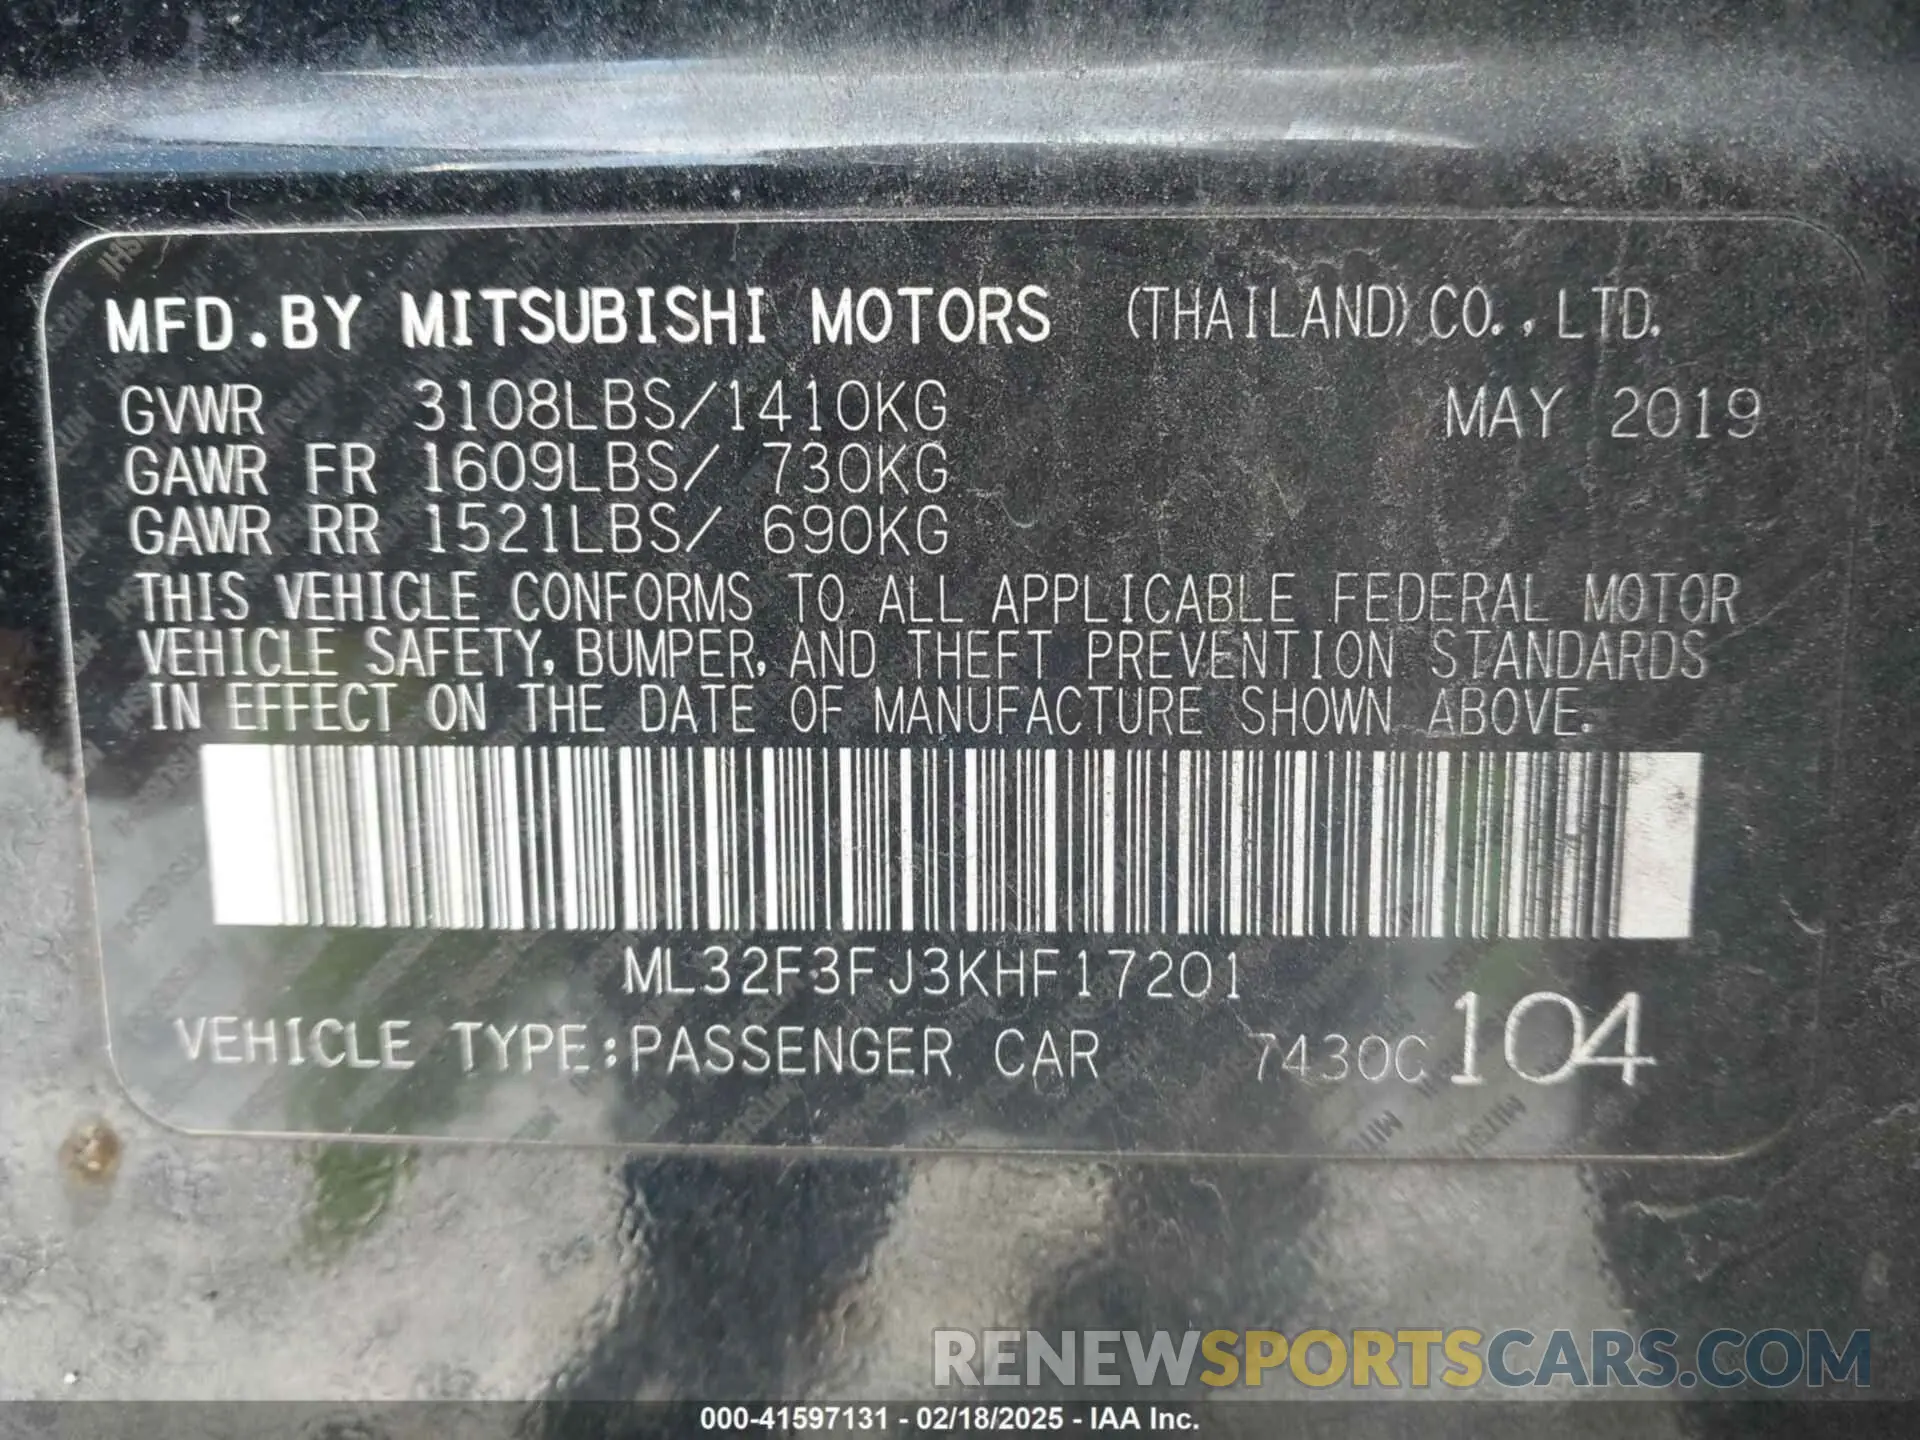 MFD.BY MITSUBISHI MOTORS (THAILAND) CO., LTD.
GVWR 3108LBS/1410KG MAY 2019
GAWR FR 1609LBS/ 730KG
GAWR RR 1521LBS/ 690KG
THIS VEHICLE CONFORMS TO ALL APPLICABLE FEDERAL MOTOR
VEHICLE SAFETY, BUMPER, AND THEFT PREVENTION STANDARDS
IN EFFECT ON THE DATE OF MANUFACTURE SHOWN ABOVE.
ML32F3FJ3KHF17201
VEHICLE TYPE:PASSENGER CAR 7430C104
RENEWSPORTSCARS.COM
000-41597131 - 02/18/2025 - IAA Inc.